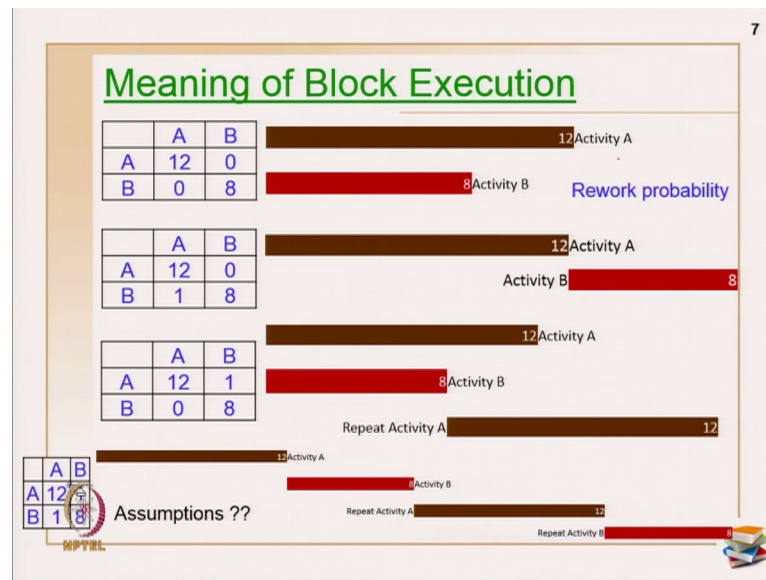 7
Meaning of Block Execution
A B
A 12 0
B 0 8
12 Activity A
8 Activity B
Rework probability
A B
A 12 0
B 1 8
12 Activity A
Activity B 8
A B
A 12 1
B 0 8
12 Activity A
8 Activity B
Repeat Activity A 12
12 Activity A
8 Activity B
Repeat Activity A 12
Repeat Activity B 8
A B
A 12
B 1 8
Assumptions ??
NPTEL